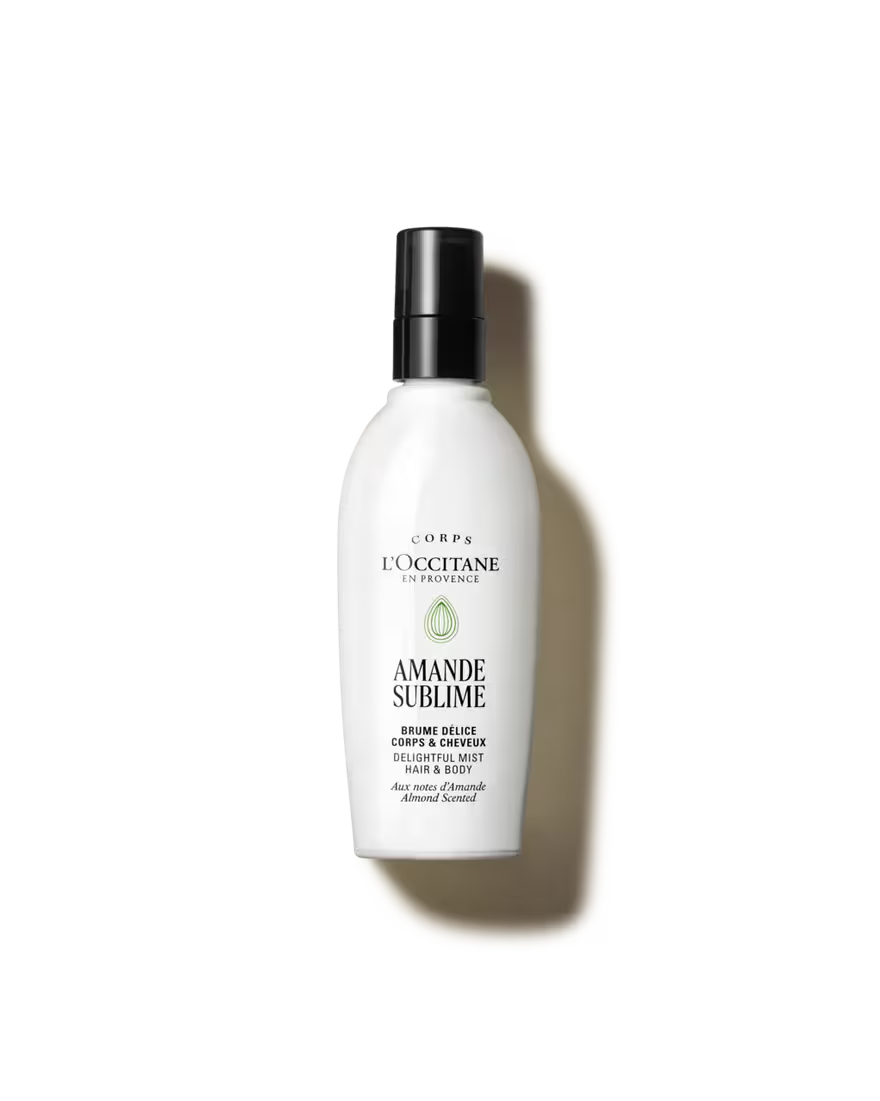 CORPS
L'OCCITANE
EN PROVENCE
AMANDE
SUBLIME
BRUME DÉLICE
CORPS & CHEVEUX
DELIGHTFUL MIST
HAIR & BODY
Aux notes d'Amande
Almond Scented